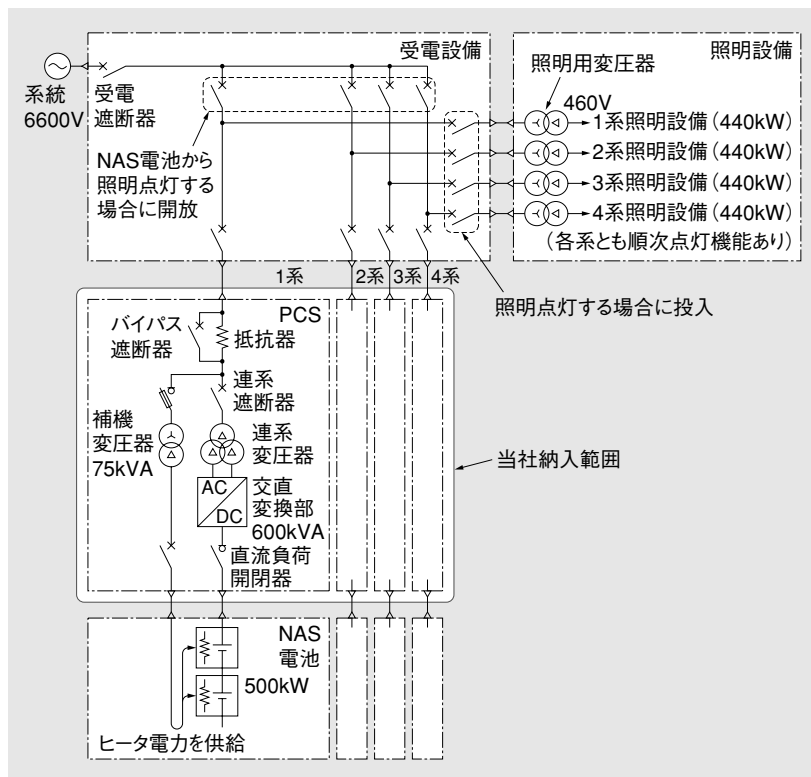 受電設備
照明設備
系統
6600V
受電
遮断器
照明用変圧器
460V
1系照明設備（440kW）
2系照明設備（440kW）
3系照明設備（440kW）
4系照明設備（440kW）
（各系とも順次点灯機能あり）
NAS電池から
照明点灯する
場合に開放
1系
2系
3系
4系
照明点灯する場合に投入
PCS
バイパス
遮断器
抵抗器
連系
遮断器
補機
変圧器
75kVA
連系
変圧器
当社納入範囲
AC
DC
交直
変換部
600kVA
直流負荷
開閉器
NAS
電池
500kW
ヒータ電力を供給